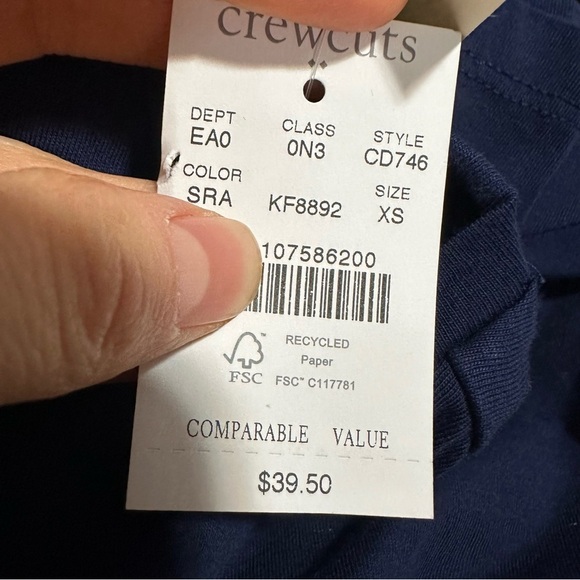 crewcuts
DEPT CLASS STYLE
EA0 0N3 CD746
COLOR SIZE
SRA KF8892 XS
107586200
RECYCLED
Paper
FSC™ C117781
FSC
COMPARABLE VALUE
$39.50